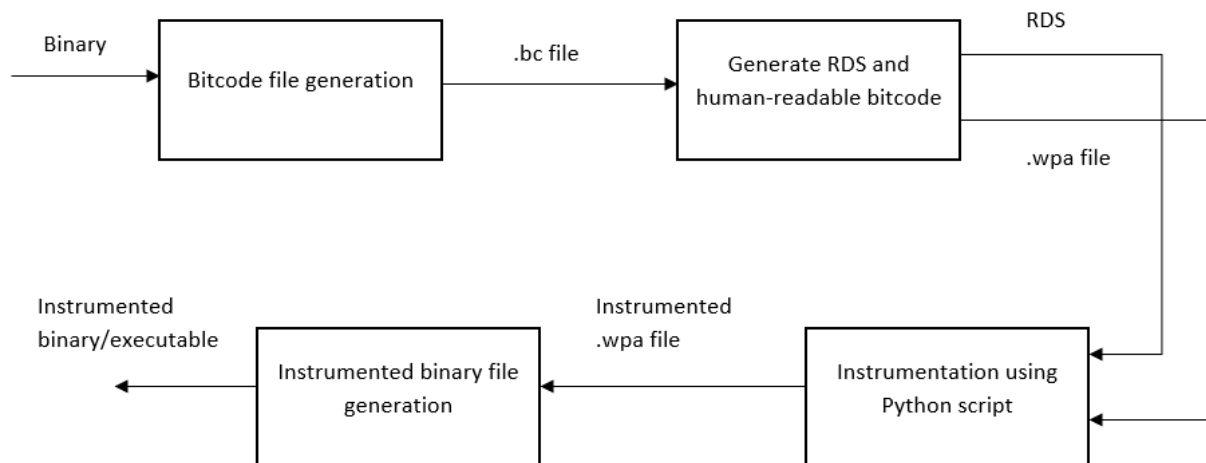 Binary
Bitcode file generation
.bc file
Generate RDS and
human-readable bitcode
RDS
.wpa file
Instrumented
binary/executable
Instrumented binary file
generation
Instrumented
.wpa file
Instrumentation using
Python script